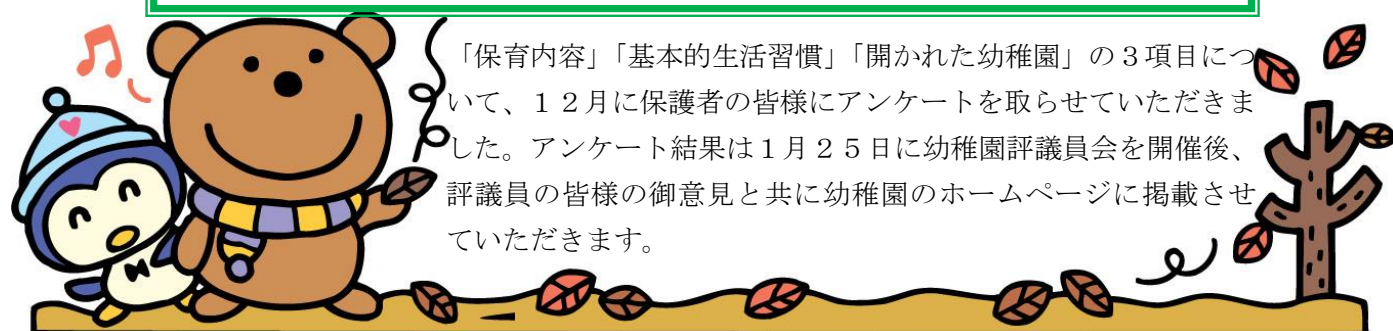 「保育内容」「基本的生活習慣」「開かれた幼稚園」の３項目につ
いて、１２月に保護者の皆様にアンケートを取らせていただきま
した。アンケート結果は１月２５日に幼稚園評議員会を開催後、
評議員の皆様の御意見と共に幼稚園のホームページに掲載させ
ていただきます。